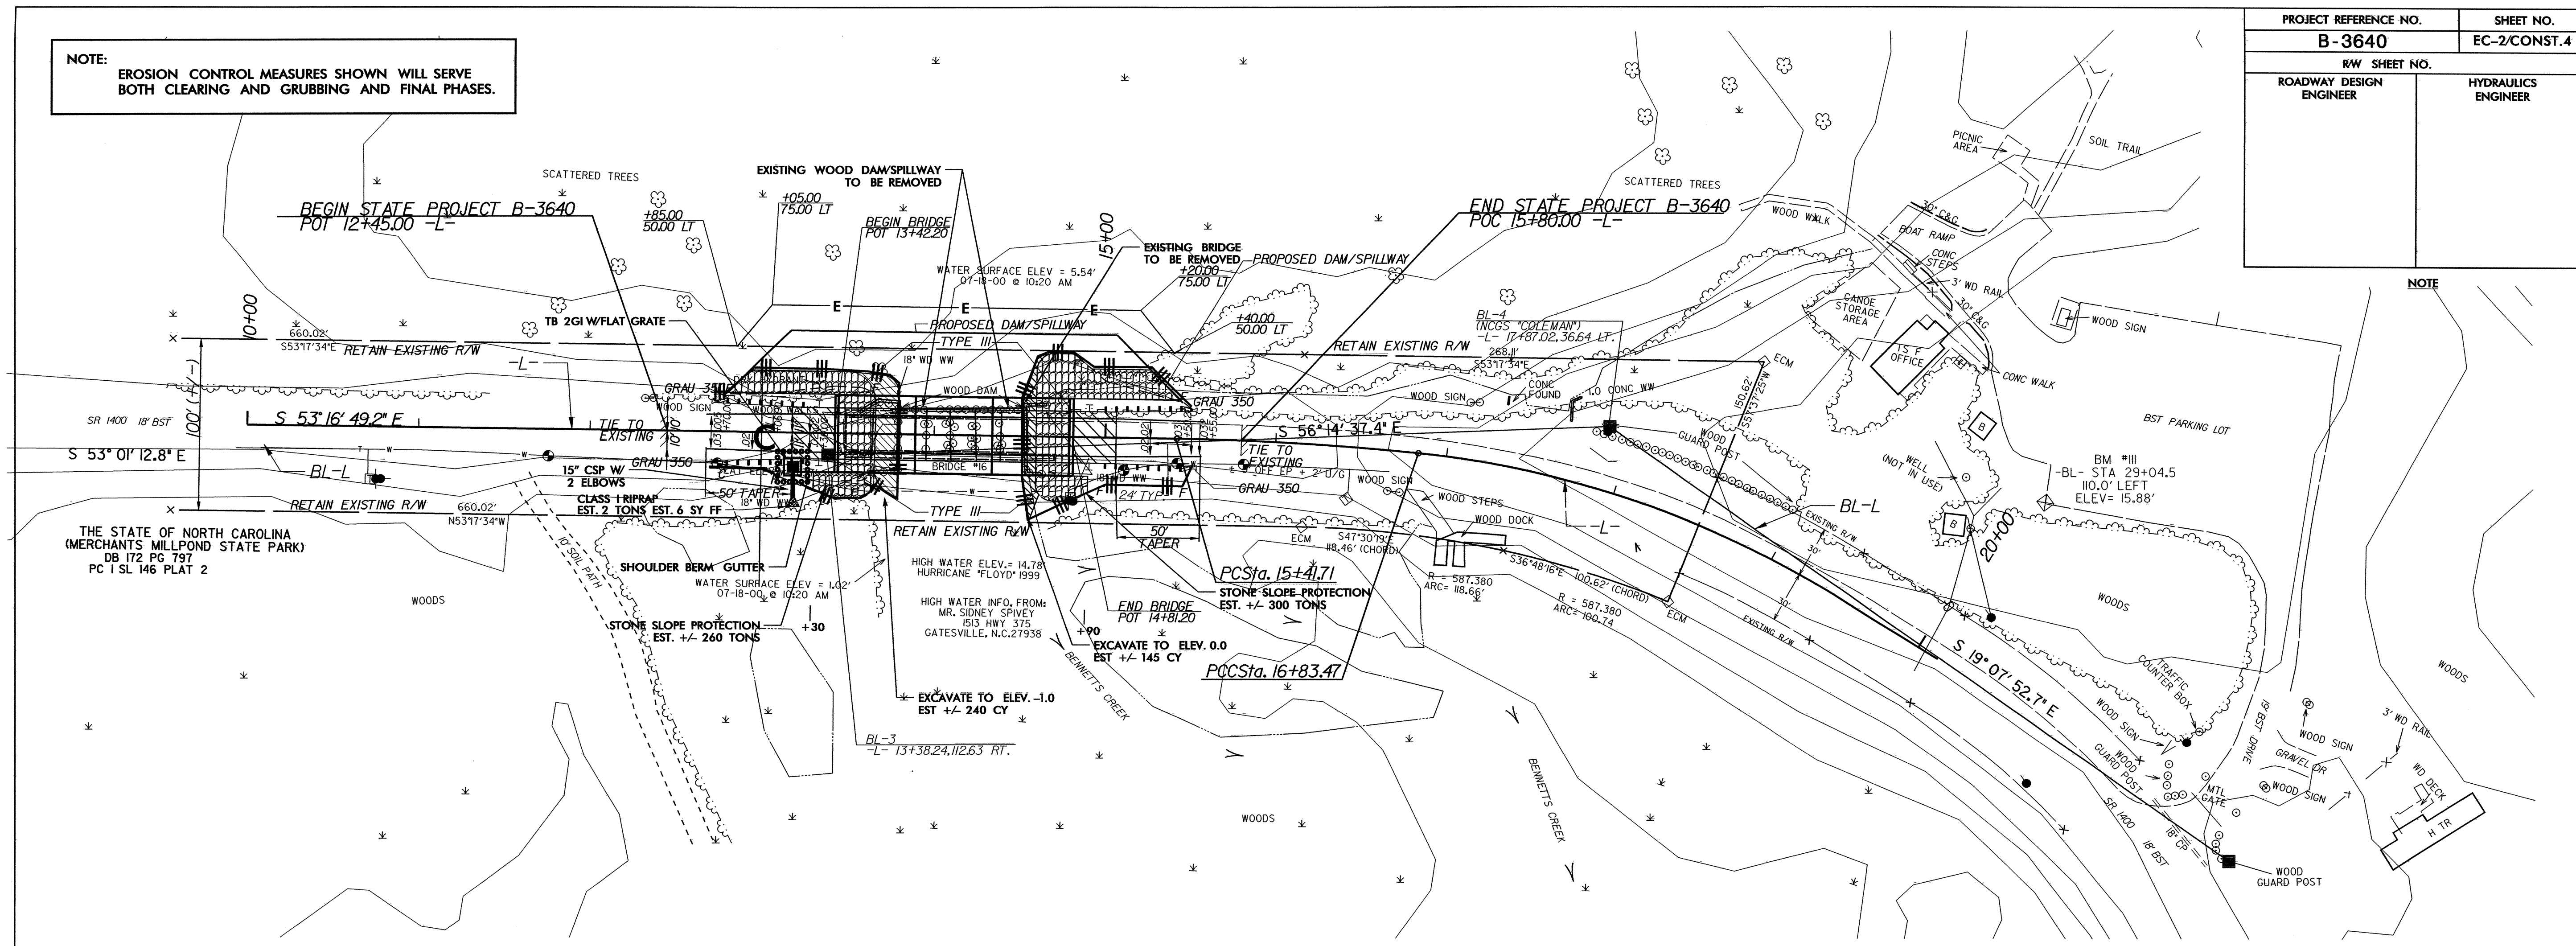 PROJECT REFERENCE NO.
SHEET NO.
B-3640
EC-2/CONST.4
R/W SHEET NO.
ROADWAY DESIGN
ENGINEER
HYDRAULICS
ENGINEER
NOTE
NOTE:
EROSION CONTROL MEASURES SHOWN WILL SERVE
BOTH CLEARING AND GRUBBING AND FINAL PHASES.
SCATTERED TREES
BEGIN STATE PROJECT B-3640
POT 12+45.00 -L-
+85.00
50.00 LT
+05.00
75.00 LT
EXISTING WOOD DAM/SPILLWAY
TO BE REMOVED
BEGIN BRIDGE
POT 13+42.20
WATER SURFACE ELEV = 5.54'
07-18-00 @ 10:20 AM
15+00
EXISTING BRIDGE
TO BE REMOVED
+20.00
75.00 LT
PROPOSED DAM/SPILLWAY
+40.00
50.00 LT
END STATE PROJECT B-3640
POC 15+80.00 -L-
SCATTERED TREES
PICNIC
AREA
SOIL TRAIL
WOOD WALK
30" C&G
BOAT RAMP
CONC
STEPS
3' WD RAIL
30" C&G
CANOE
STORAGE
AREA
WOOD SIGN
1 S F
OFFICE
CONC WALK
BST PARKING LOT
10+00
660.02'
S53°17'34"E
RETAIN EXISTING R/W
100' (+/-)
-L-
TB 2GI W/FLAT GRATE
E
E
E
PROPOSED DAM/SPILLWAY
TYPE III
18" WD WW
WOOD DAM
GRAU 350
WOOD SIGN
WOOD WALKS
GRAU 350
RETAIN EXISTING R/W
268.11'
S53°17'34"E
BL-4
(NCGS "COLEMAN")
-L- 17+87.02, 36.64 LT.
ECM
150.62'
S57°37'25"W
CONC
FOUND
1.0 CONC WW
WOOD SIGN
SR 1400 18' BST
S 53°16'49.2" E
TIE TO
EXISTING
S 53°01'12.8" E
BL-L
T
W
W
GRAU 350
15" CSP W/
2 ELBOWS
CLASS I RIPRAP
EST. 2 TONS EST. 6 SY FF
50' TAPER
18" WD WW
BRIDGE #16
W
TYPE III
18" WD WW
24' TYP.
F
F
GRAU 350
S 56°14'37.4" E
TIE TO
EXISTING
WOOD SIGN
WOOD
GUARD POST
WOOD STEPS
WOOD DOCK
WELL
(NOT IN USE)
B
B
BM #III
-BL- STA 29+04.5
110.0' LEFT
ELEV= 15.88'
RETAIN EXISTING R/W
660.02'
N53°17'34"W
THE STATE OF NORTH CAROLINA
(MERCHANTS MILLPOND STATE PARK)
DB 172 PG 797
PC 1 SL 146 PLAT 2
10' SOIL PATH
WOODS
SHOULDER BERM GUTTER
WATER SURFACE ELEV = 1.02'
07-18-00 @ 10:20 AM
STONE SLOPE PROTECTION
EST. +/- 260 TONS
+30
RETAIN EXISTING R/W
HIGH WATER ELEV.= 14.78'
HURRICANE "FLOYD" 1999
HIGH WATER INFO. FROM:
MR. SIDNEY SPIVEY
1513 HWY 375
GATESVILLE, N.C.27938
50'
TAPER
PCSta. 15+41.71
STONE SLOPE PROTECTION
EST. +/- 300 TONS
END BRIDGE
POT 14+81.20
+90
EXCAVATE TO ELEV. 0.0
EST +/- 145 CY
PCCSta. 16+83.47
EXCAVATE TO ELEV. -1.0
EST +/- 240 CY
BL-3
-L- 13+38.24, 112.63 RT.
BENNETTS CREEK
ECM
S47°30'19"E
118.46' (CHORD)
R = 587.380
ARC= 118.66'
S36°48'16"E 100.62' (CHORD)
R = 587.380
ARC= 100.74
ECM
-L-
BL-L
EXISTING R/W
30'
30'
EXISTING R/W
20+00
S 19°07'52.7" E
WOODS
TRAFFIC
COUNTER BOX
WOOD SIGN
WOOD
GUARD POST
MTL
GATE
19' BST DRIVE
WOOD SIGN
GRAVEL DR
WOOD SIGN
3' WD RAIL
WD DECK
H TR
WOODS
SR 1400 18' BST
18" CP
WOOD
GUARD POST
BENNETTS CREEK
WOODS